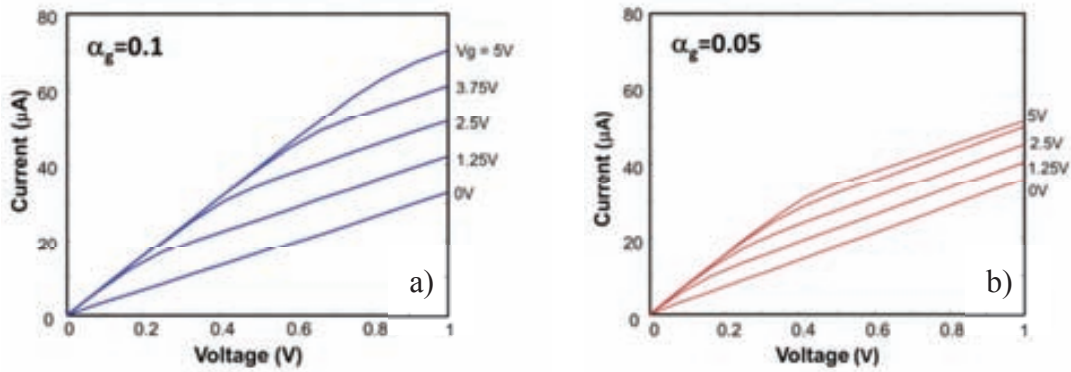 80
60
40
20
0
Current (µA)
αg=0.1
Vg = 5V
3.75V
2.5V
1.25V
0V
a)
0 0.2 0.4 0.6 0.8 1
Voltage (V)
80
60
40
20
0
Current (µA)
αg=0.05
5V
2.5V
1.25V
0V
b)
0 0.2 0.4 0.6 0.8 1
Voltage (V)